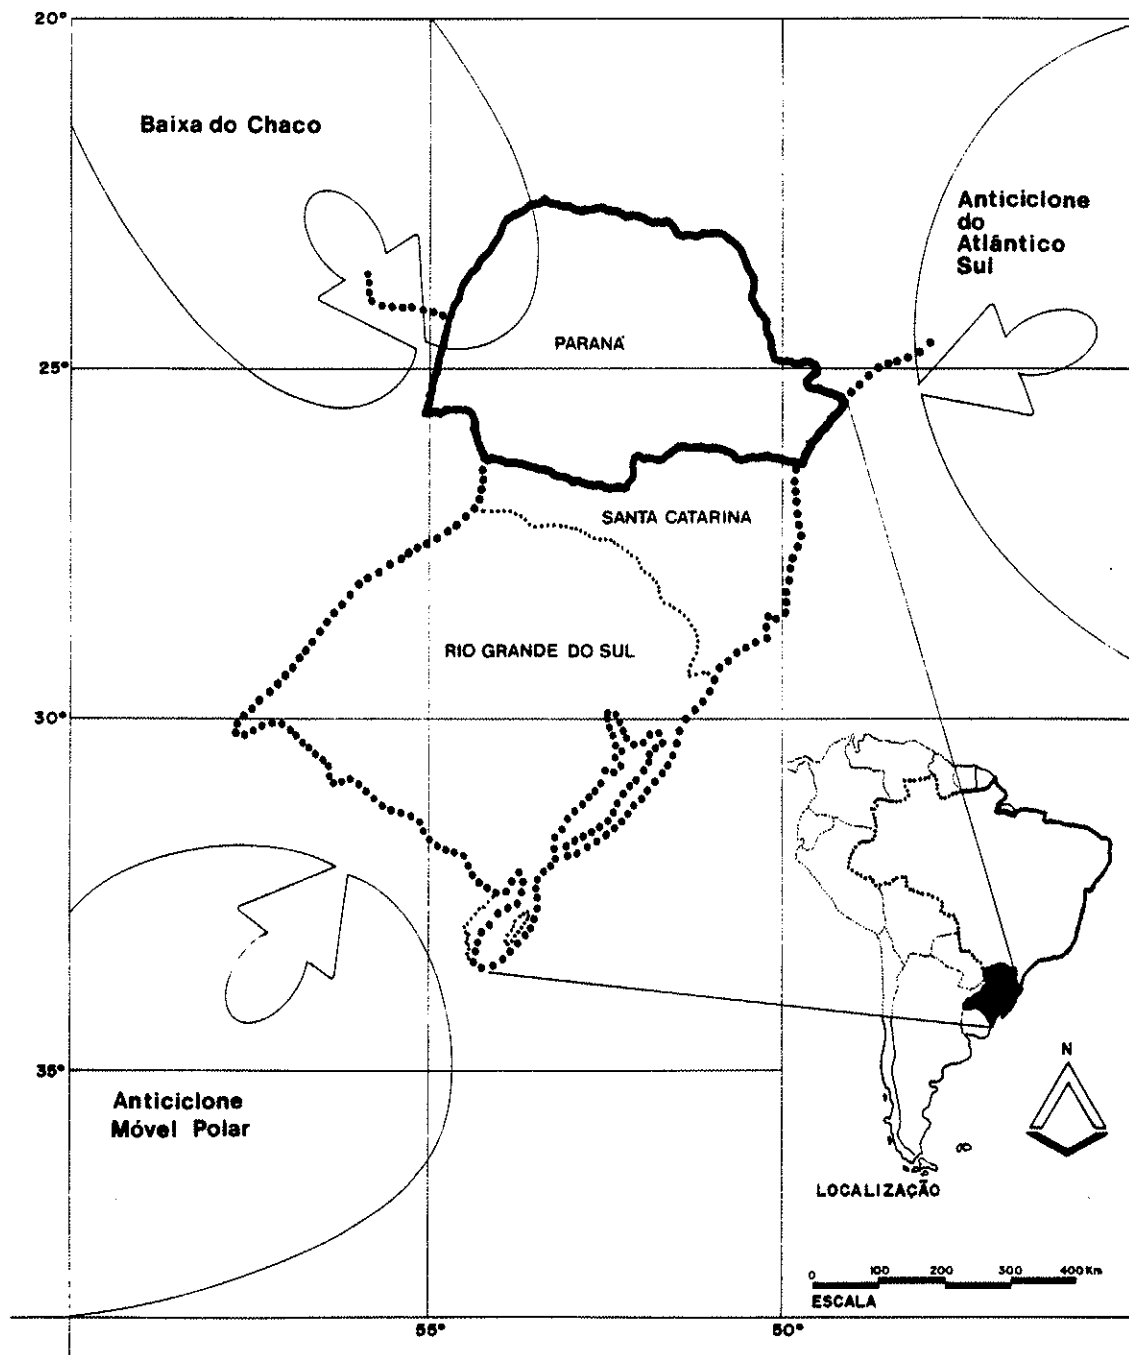 20°
Baixa do Chaco
Anticiclone
do
Atlântico
Sul
PARANÁ
25°
SANTA CATARINA
RIO GRANDE DO SUL
30°
35°
Anticiclone
Móvel Polar
N
LOCALIZAÇÃO
0 100 200 300 400 Km
ESCALA
55° 50°